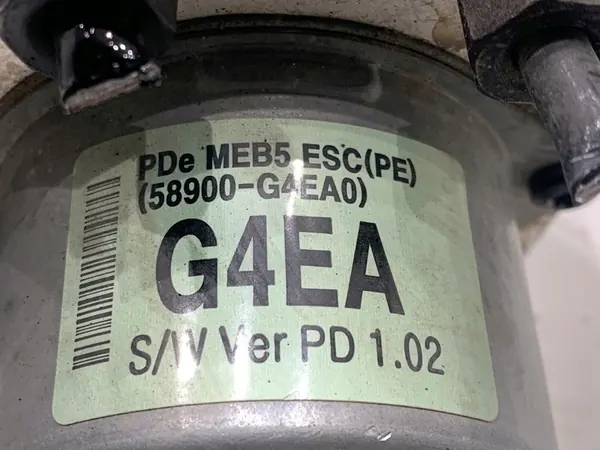 PDe MEB5 ESC(PE)
(58900-G4EA0)
G4EA
S/W Ver PD 1.02